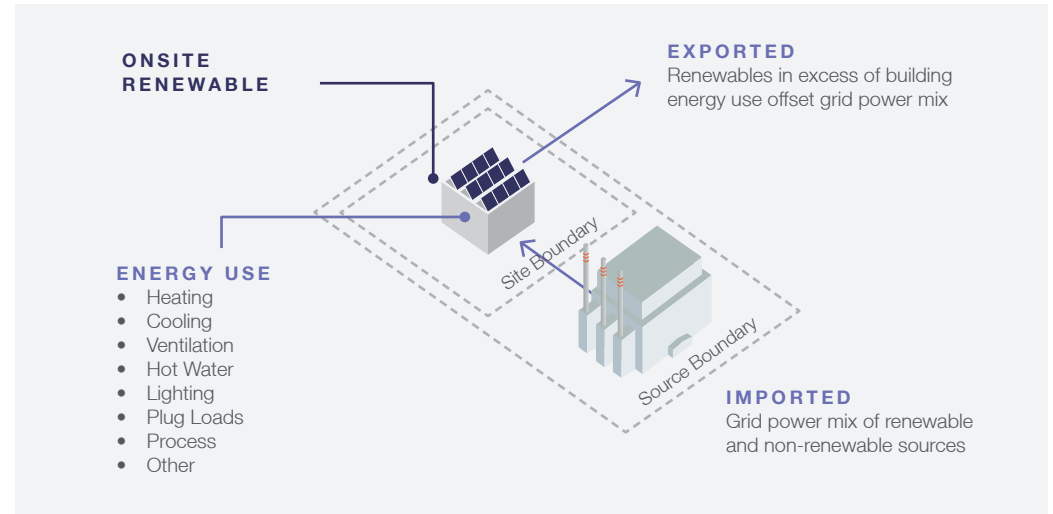 ONSITE
RENEWABLE
EXPORTED
Renewables in excess of building
energy use offset grid power mix
Site Boundary
ENERGY USE
• Heating
• Cooling
• Ventilation
• Hot Water
• Lighting
• Plug Loads
• Process
• Other
Source Boundary
IMPORTED
Grid power mix of renewable
and non-renewable sources